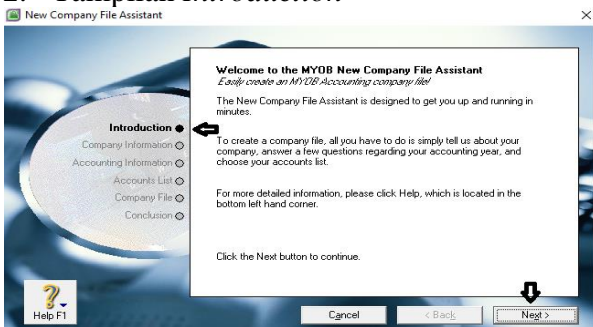 New Company File Assistant
Welcome to the MYOB New Company File Assistant
Easily create an MYOB Accounting company file!
The New Company File Assistant is designed to get you up and running in
minutes.
To create a company file, all you have to do is simply tell us about your
company, answer a few questions regarding your accounting year, and
choose your accounts list.
For more detailed information, please click Help, which is located in the
bottom left hand corner.
Click the Next button to continue.
Introduction
Company Information
Accounting Information
Accounts List
Company File
Conclusion
Help F1
Cancel
< Back
Next >